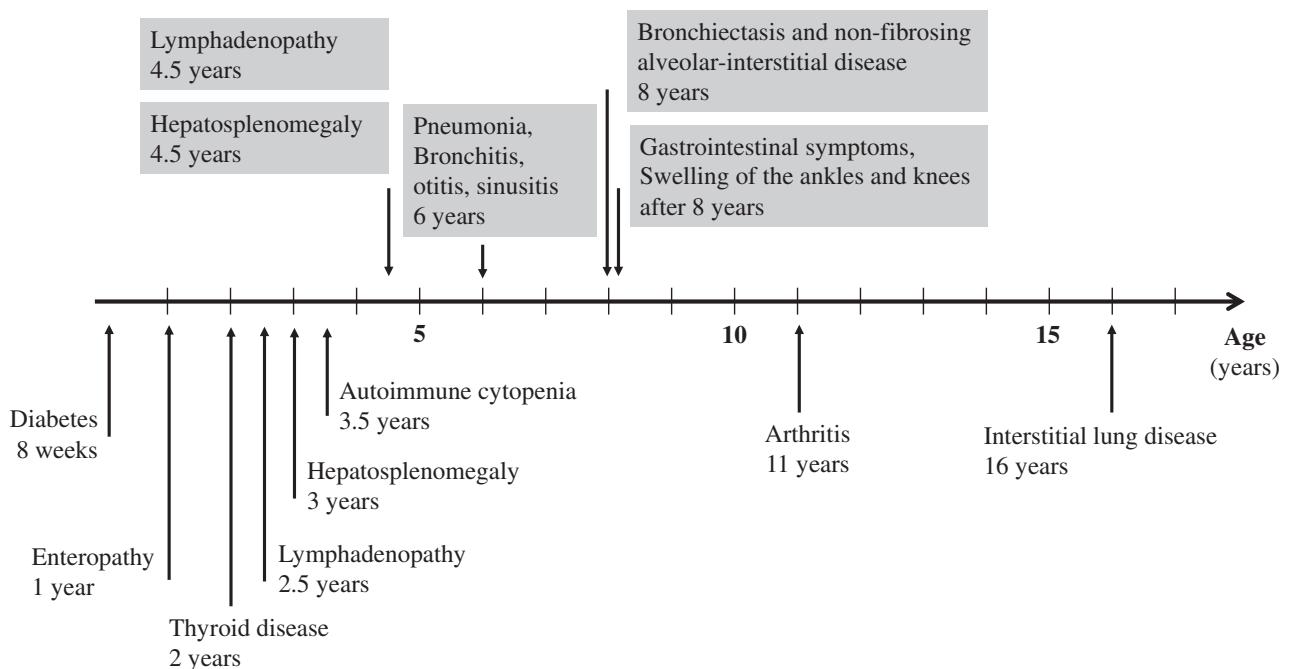 Lymphadenopathy
4.5 years
Hepatosplenomegaly
4.5 years
Pneumonia,
Bronchitis,
otitis, sinusitis
6 years
Bronchiectasis and non-fibrosing
alveolar-interstitial disease
8 years
Gastrointestinal symptoms,
Swelling of the ankles and knees
after 8 years
5
10
15
Age
(years)
Diabetes
8 weeks
Enteropathy
1 year
Thyroid disease
2 years
Lymphadenopathy
2.5 years
Hepatosplenomegaly
3 years
Autoimmune cytopenia
3.5 years
Arthritis
11 years
Interstitial lung disease
16 years